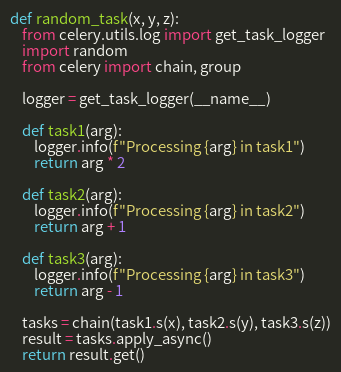 def random_task(x, y, z):
from celery.utils.log import get_task_logger
import random
from celery import chain, group
logger = get_task_logger(__name__)
def task1(arg):
logger.info(f"Processing {arg} in task1")
return arg * 2
def task2(arg):
logger.info(f"Processing {arg} in task2")
return arg + 1
def task3(arg):
logger.info(f"Processing {arg} in task3")
return arg - 1
tasks = chain(task1.s(x), task2.s(y), task3.s(z))
result = tasks.apply_async()
return result.get()